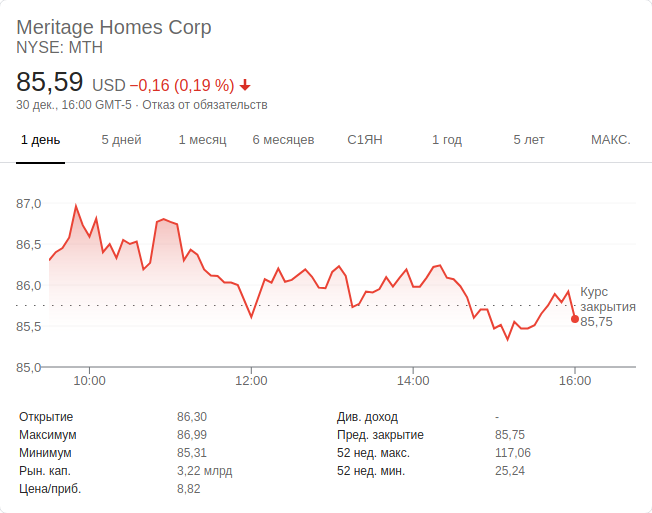 Meritage Homes Corp
NYSE: MTH
85,59 USD −0,16 (0,19 %) ↓
30 дек., 16:00 GMT-5 · Отказ от обязательств
1 день 5 дней 1 месяц 6 месяцев С1ЯН 1 год 5 лет МАКС.
87,0
86,5
86,0
Курс
закрытия
85,75
85,5
85,0
10:00 12:00 14:00 16:00
Открытие 86,30 Див. доход -
Максимум 86,99 Пред. закрытие 85,75
Минимум 85,31 52 нед. макс. 117,06
Рын. кап. 3,22 млрд 52 нед. мин. 25,24
Цена/приб. 8,82